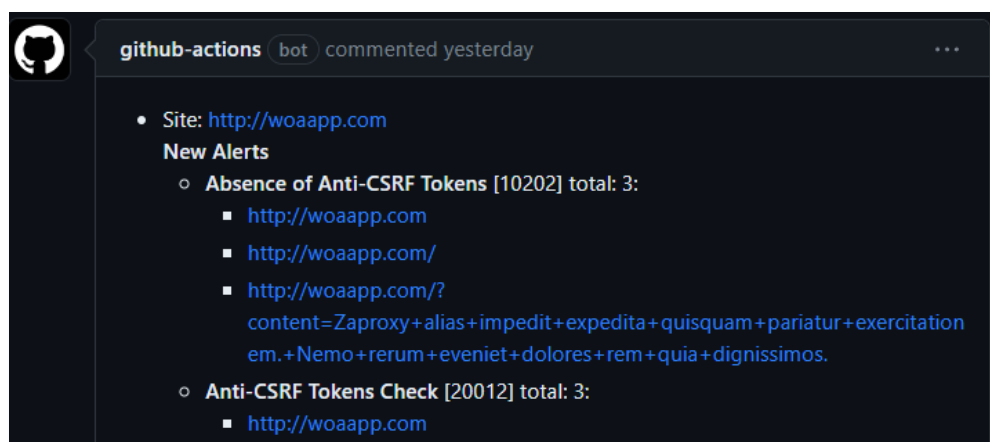 github-actions bot commented yesterday ...
• Site: http://woaapp.com
New Alerts
○ Absence of Anti-CSRF Tokens [10202] total: 3:
▪ http://woaapp.com
▪ http://woaapp.com/
▪ http://woaapp.com/?
content=Zaproxy+alias+impedit+expedita+quisquam+pariatur+exercitation
em.+Nemo+rerum+eveniet+dolores+rem+quia+dignissimos.
○ Anti-CSRF Tokens Check [20012] total: 3:
▪ http://woaapp.com